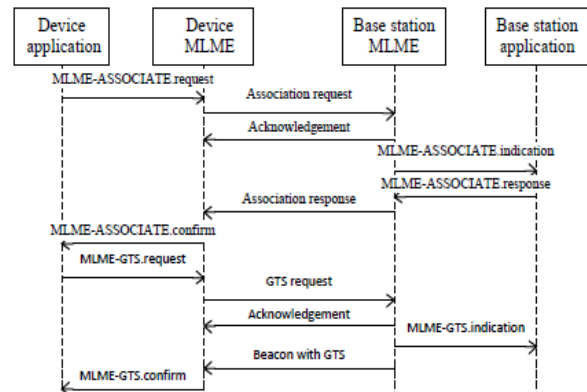 Device application
Device MLME
Base station MLME
Base station application
MLME-ASSOCIATE.request
Association request
Acknowledgement
MLME-ASSOCIATE.indication
MLME-ASSOCIATE.response
Association response
MLME-ASSOCIATE.confirm
MLME-GTS.request
GTS request
Acknowledgement
MLME-GTS.indication
Beacon with GTS
MLME-GTS.confirm